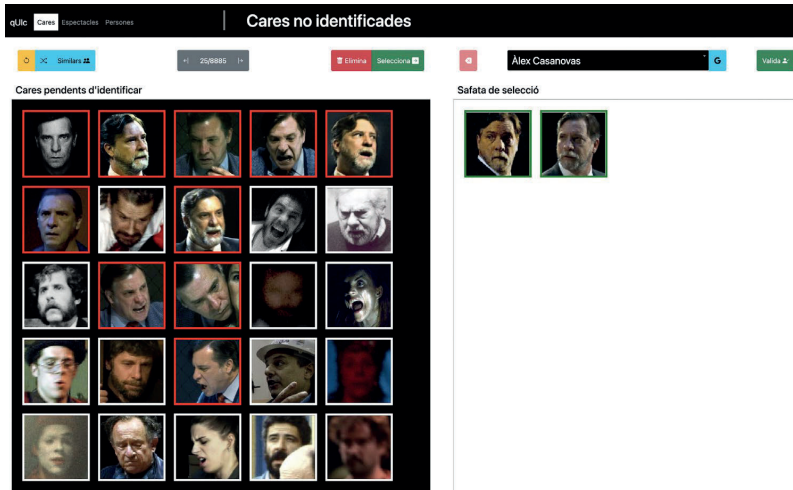 qUIc Cares Espectacles Persones
Cares no identificades
Similars
25/8885
Elimina Selecciona
Àlex Casanovas
G
Valida
Cares pendents d'identificar
Safata de selecció